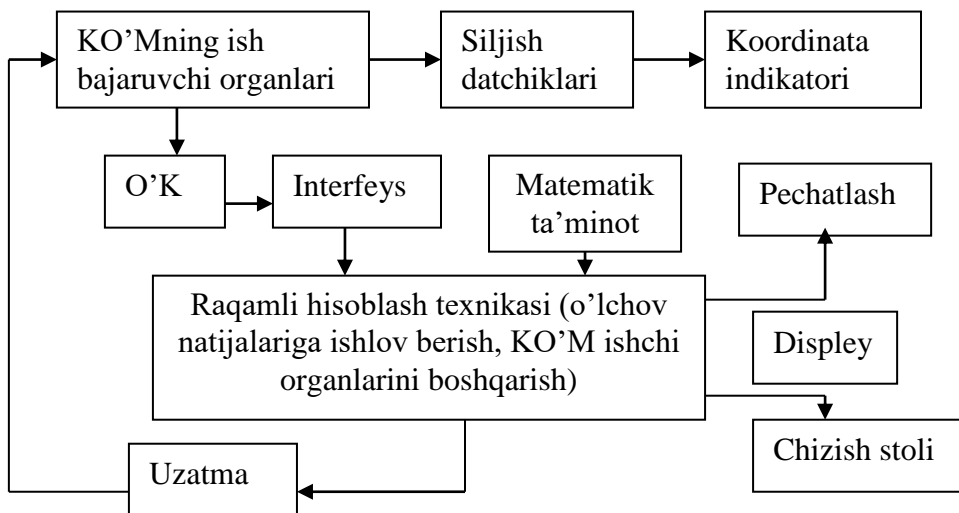 KO’Mning ish
bajaruvchi organlari
Siljish
datchiklari
Koordinata
indikatori
O’K
Interfeys
Matematik
ta’minot
Pechatlash
Raqamli hisoblash texnikasi (o’lchov
natijalariga ishlov berish, KO’M ishchi
organlarini boshqarish)
Displey
Chizish stoli
Uzatma